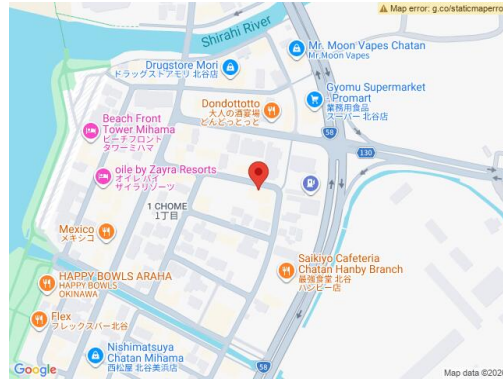 Map error: g.co/staticmaperro
Shirahi River
Mr. Moon Vapes Chatan
Mr Moon Vapes
Drugstore Mori
ドラッグストアモリ 北谷店
Gyomu Supermarket
- Promart
業務用食品
スーパー 北谷店
Dondottotto
大人の酒宴場
どんどっとっと
58
130
Beach Front
Tower Mihama
ビーチフロント
タワーミハマ
oile by Zayra Resorts
オイレ バイ
ザイラリゾーツ
1 CHOME
1丁目
Mexico
メキシコ
Saikiyo Cafeteria
Chatan Hanby Branch
最強食堂 北谷
ハンビー店
HAPPY BOWLS ARAHA
HAPPY BOWLS
OKINAWA
Flex
フレックスバー北谷
Nishimatsuya
Chatan Mihama
西松屋 北谷美浜店
58
Google
Map data ©2026